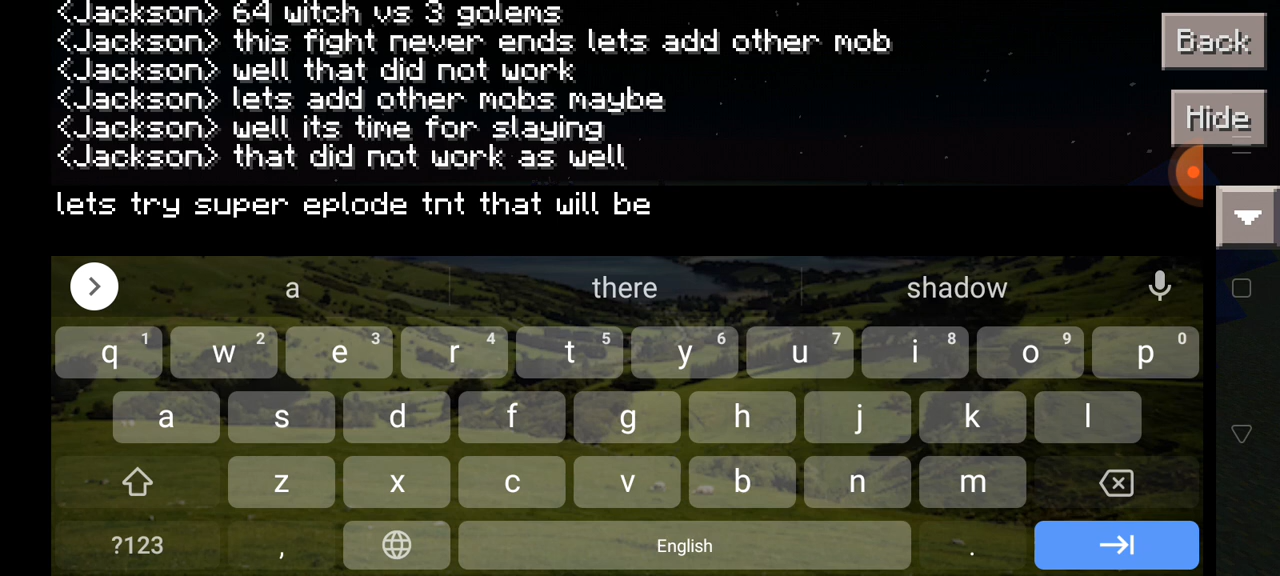 <Jackson> 64 witch vs 3 golems
<Jackson> this fight never ends lets add other mob
<Jackson> well that did not work
<Jackson> lets add other mobs maybe
<Jackson> well its time for slaying
<Jackson> that did not work as well
lets try super eplode tnt that will be
Back
Hide
a there shadow
q 1 w 2 e 3 r 4 t 5 y 6 u 7 i 8 o 9 p 0
a s d f g h j k l
z x c v b n m
?123 , English .